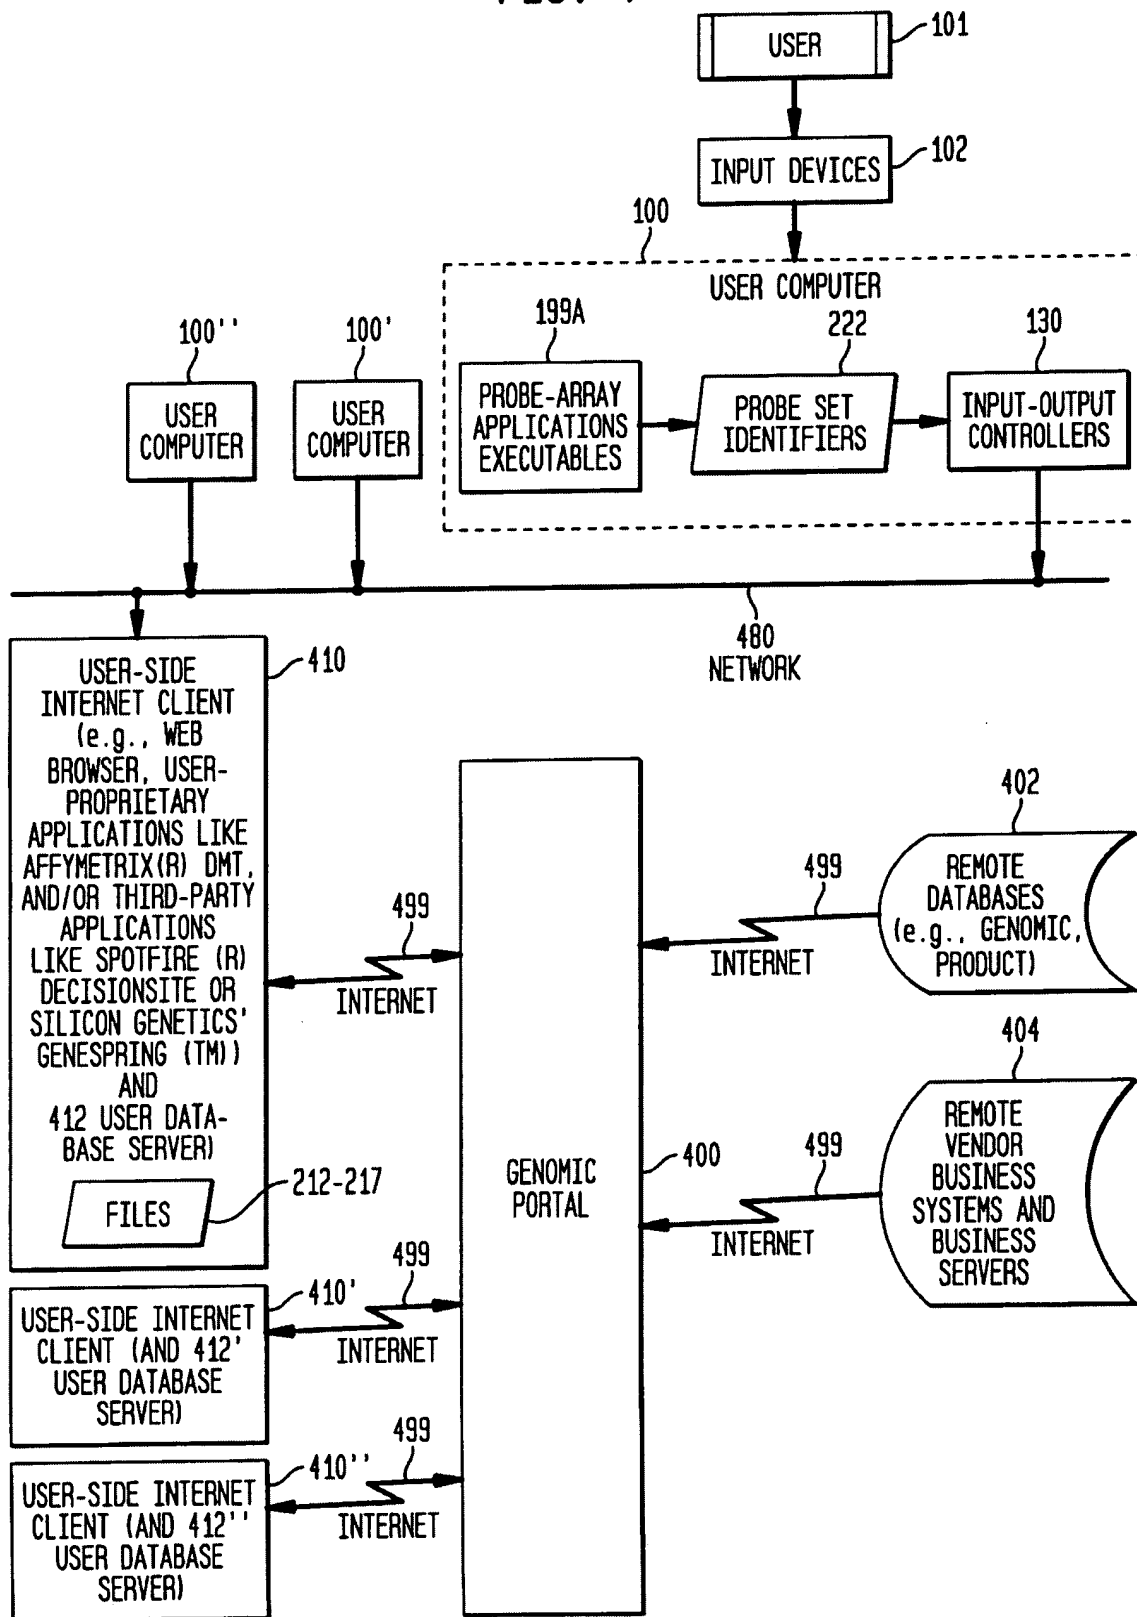 USER
101
INPUT DEVICES
102
100
USER COMPUTER
199A
222
130
PROBE-ARRAY
APPLICATIONS
EXECUTABLES
PROBE SET
IDENTIFIERS
INPUT-OUTPUT
CONTROLLERS
100''
100'
USER
COMPUTER
USER
COMPUTER
480
NETWORK
410
USER-SIDE
INTERNET CLIENT
(e.g., WEB
BROWSER, USER-
PROPRIETARY
APPLICATIONS LIKE
AFFYMETRIX(R) DMT,
AND/OR THIRD-PARTY
APPLICATIONS
LIKE SPOTFIRE (R)
DECISIONSITE OR
SILICON GENETICS'
GENESPRING (TM))
AND
412 USER DATA-
BASE SERVER)
FILES
212-217
499
INTERNET
GENOMIC
PORTAL
400
402
REMOTE
DATABASES
(e.g., GENOMIC,
PRODUCT)
499
INTERNET
404
REMOTE
VENDOR
BUSINESS
SYSTEMS AND
BUSINESS
SERVERS
499
INTERNET
410'
USER-SIDE INTERNET
CLIENT (AND 412'
USER DATABASE
SERVER)
499
INTERNET
410''
USER-SIDE INTERNET
CLIENT (AND 412''
USER DATABASE
SERVER)
499
INTERNET